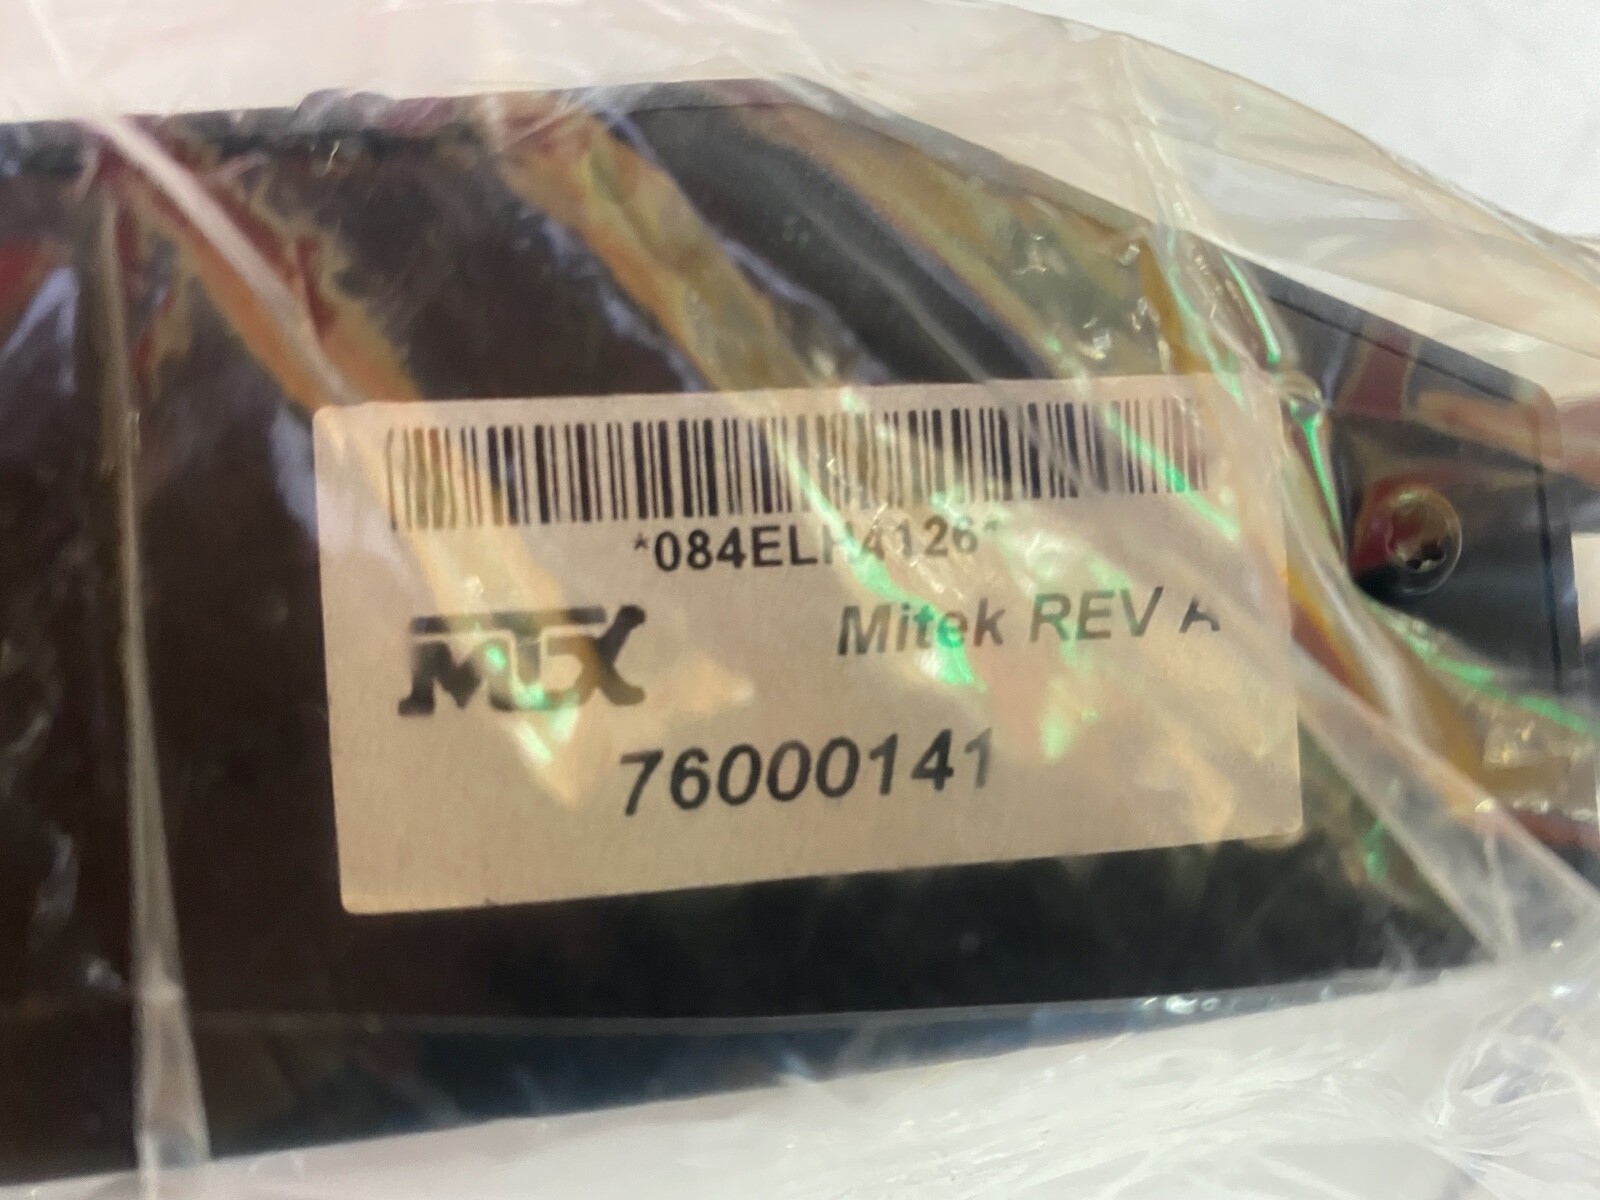 *084ELH4126*
MTX
Mitek REV A
76000141